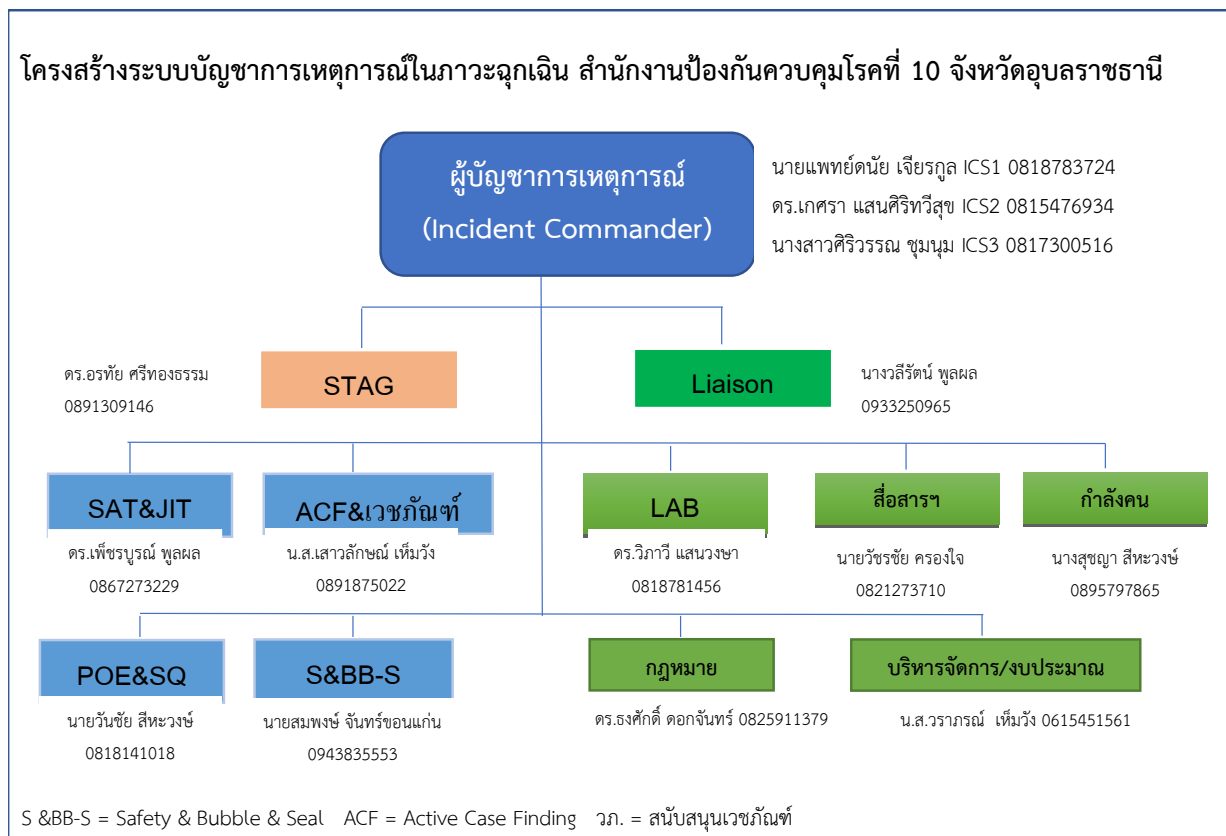 โครงสร้างระบบบัญชาการเหตุการณ์ในภาวะฉุกเฉิน สำนักงานป้องกันควบคุมโรคที่ 10 จังหวัดอุบลราชธานี
ผู้บัญชาการเหตุการณ์
(Incident Commander)
นายแพทย์ดนัย เจียรกูล ICS1 0818783724
ดร.เกศรา แสนศิริทวีสุข ICS2 0815476934
นางสาวศิริวรรณ ชุมนุม ICS3 0817300516
ดร.อรทัย ศรีทองธรรม
0891309146
STAG
Liaison
นางวลีรัตน์ พูลผล
0933250965
SAT&JIT
ดร.เพ็ชรบูรณ์ พูลผล
0867273229
ACF&เวชภัณฑ์
น.ส.เสาวลักษณ์ เห็มวัง
0891875022
LAB
ดร.วิภาวี แสนวงษา
0818781456
สื่อสารฯ
นายวัชรชัย ครองใจ
0821273710
กำลังคน
นางสุชญา สีหะวงษ์
0895797865
POE&SQ
นายวันชัย สีหะวงษ์
0818141018
S&BB-S
นายสมพงษ์ จันทร์ขอนแก่น
0943835553
กฎหมาย
ดร.ธงศักดิ์ ดอกจันทร์ 0825911379
บริหารจัดการ/งบประมาณ
น.ส.วราภรณ์ เห็มวัง 0615451561
S &BB-S = Safety & Bubble & Seal ACF = Active Case Finding วภ. = สนับสนุนเวชภัณฑ์